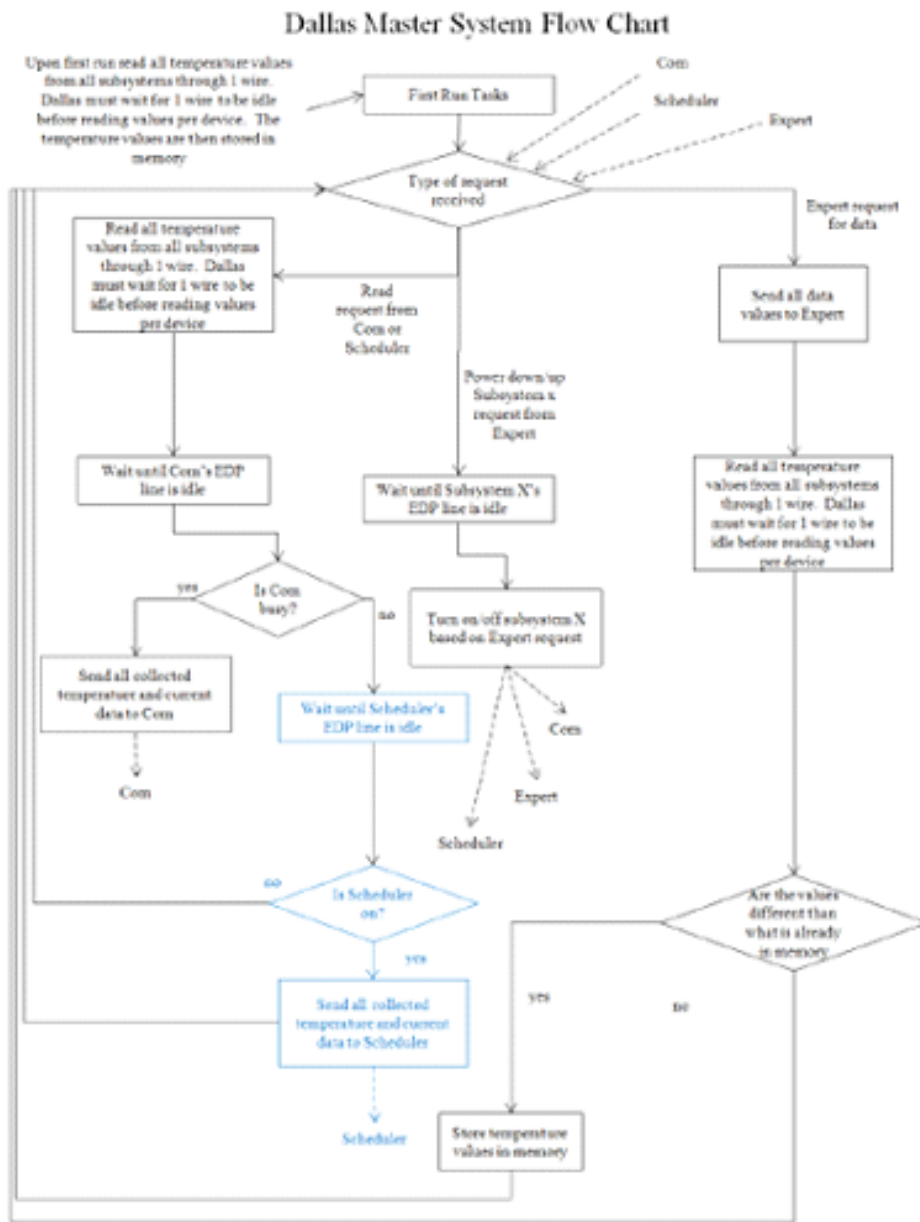 Dallas Master System Flow Chart
Upon first run read all temperature values
from all subsystems through 1 wire.
Dallas must wait for 1 wire to be idle
before reading values per device. The
temperature values are then stored in
memory
First Run Tasks
Com
Scheduler
Expert
Type of request
received
Expert request
for data
Read all temperature
values from all subsystems
through 1 wire. Dallas
must wait for 1 wire to be
idle before reading values
per device
Read
request from
Com or
Scheduler
Send all data
values to Expert
Power down/up
Subsystem x
request from
Expert
Wait until Com's EDP
line is idle
Wait until Subsystem X's
EDP line is idle
Read all temperature
values from all subsystems
through 1 wire. Dallas
must wait for 1 wire to be
idle before reading values
per device
yes
Is Com
busy?
no
Turn on/off subsystem X
based on Expert request
Send all collected
temperature and current
data to Com
Wait until Scheduler's
EDP line is idle
Com
Com
Expert
Scheduler
no
Is Scheduler
on?
yes
Are the values
different than
what is already
in memory
Send all collected
temperature and current
data to Scheduler
yes
no
Scheduler
Store temperature
values in memory